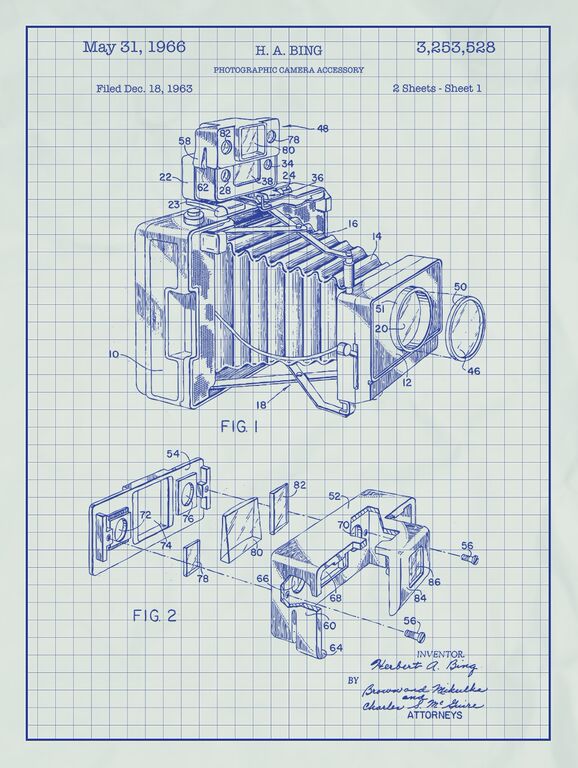 May 31, 1966
H. A. BING
3,253,528
PHOTOGRAPHIC CAMERA ACCESSORY
Filed Dec. 18, 1963
2 Sheets - Sheet 1
82
48
58
78
80
34
22
24
36
62
28
38
23
16
14
50
51
20
10
46
12
18
FIG. 1
54
82
52
72
76
70
74
80
56
78
66
86
68
84
60
56
FIG. 2
64
INVENTOR.
Herbert A. Bing
BY
Brown and Mikulka
and
Charles S. McGuire
ATTORNEYS